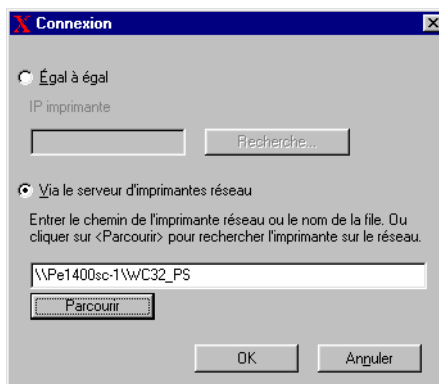 Connexion
Égal à égal
IP imprimante
Recherche...
Via le serveur d'imprimantes réseau
Entrer le chemin de l'imprimante réseau ou le nom de la file. Ou
cliquer sur <Parcourir> pour rechercher l'imprimante sur le réseau.
\\Pe1400sc-1\WC32_PS
Parcourir
OK
Annuler